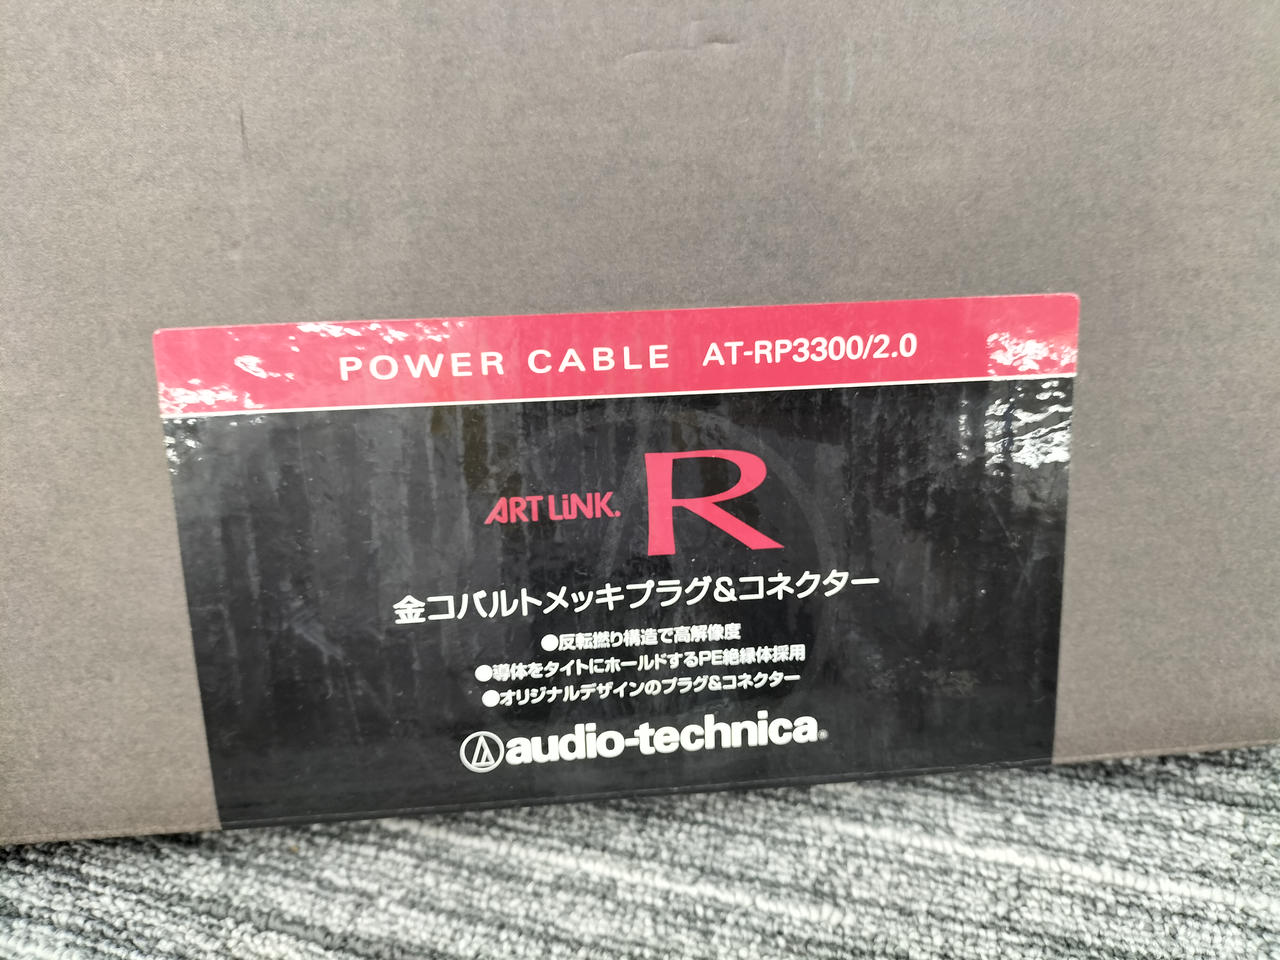 POWER CABLE AT-RP3300/2.0
ART LiNK. R
金コバルトメッキプラグ&コネクター
●反転撚り構造で高解像度
●導体をタイトにホールドするPE絶縁体採用
●オリジナルデザインのプラグ&コネクター
audio-technica®